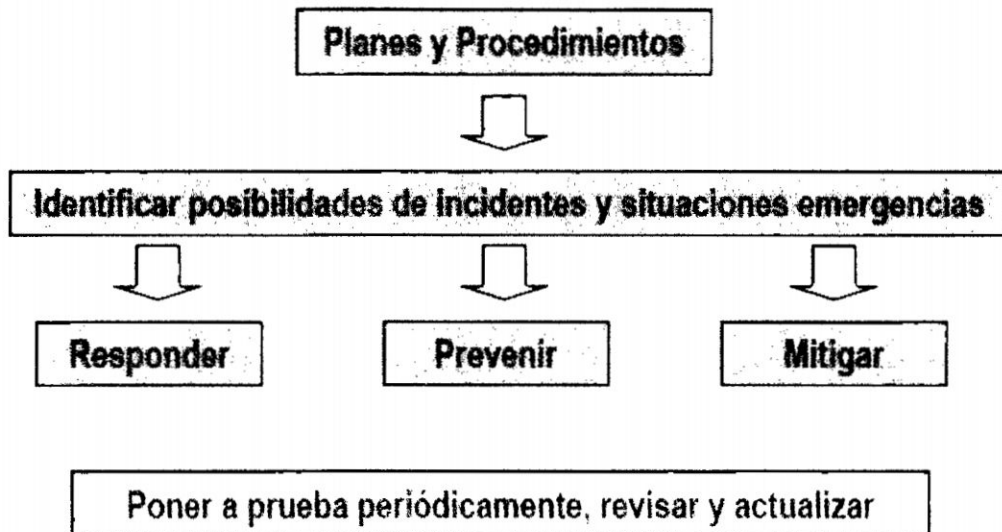 Planes y Procedimientos
Identificar posibilidades de incidentes y situaciones emergencias
Responder
Prevenir
Mitigar
Poner a prueba periódicamente, revisar y actualizar